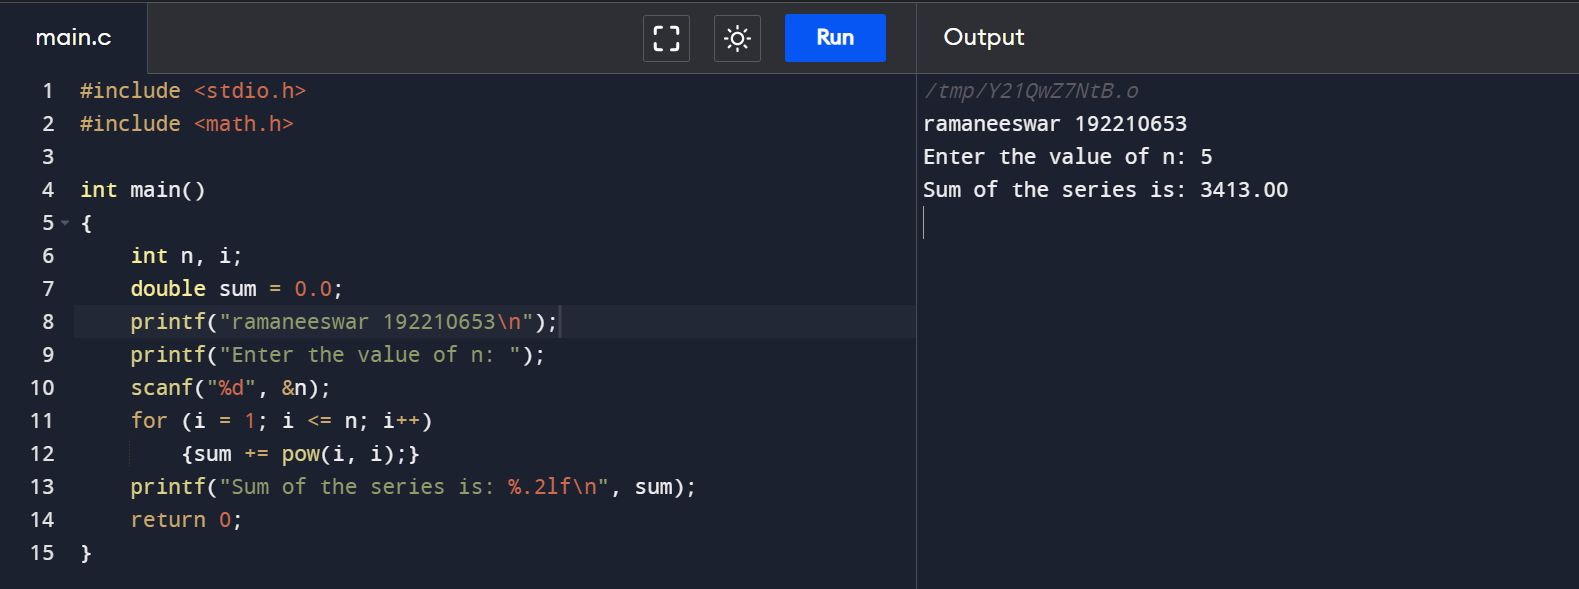 main.c
Run
Output
1 #include <stdio.h>
2 #include <math.h>
3
4 int main()
5 {
6     int n, i;
7     double sum = 0.0;
8     printf("ramaneeswar 192210653\n");
9     printf("Enter the value of n: ");
10     scanf("%d", &n);
11     for (i = 1; i <= n; i++)
12         {sum += pow(i, i);}
13     printf("Sum of the series is: %.2lf\n", sum);
14     return 0;
15 }
/tmp/Y21QwZ7NtB.o
ramaneeswar 192210653
Enter the value of n: 5
Sum of the series is: 3413.00